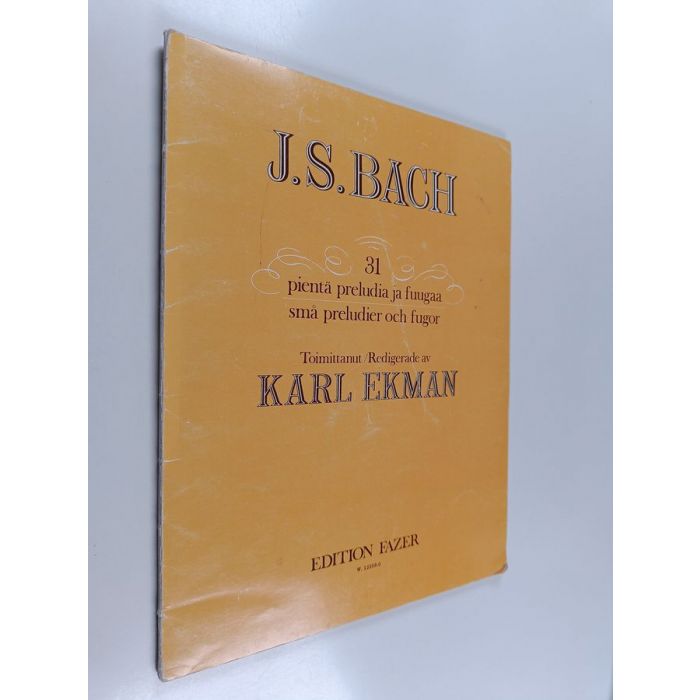 J.S.BACH
31
pientä preludia ja fuugaa
små preludier och fugor
Toimittanut/Redigerade av
KARL EKMAN
EDITION FAZER